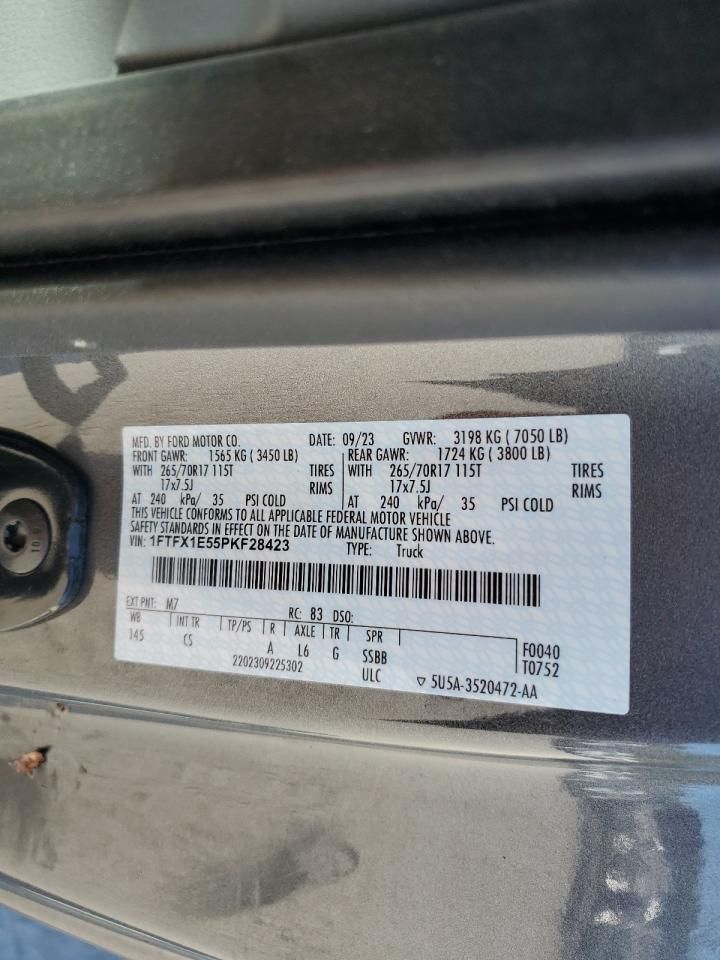 MFD. BY FORD MOTOR CO. DATE: 09/23 GVWR: 3198 KG ( 7050 LB)
FRONT GAWR: 1565 KG ( 3450 LB) REAR GAWR: 1724 KG ( 3800 LB)
WITH 265/70R17 115T TIRES WITH 265/70R17 115T TIRES
17x7.5J RIMS 17x7.5J RIMS
AT 240 kPa/ 35 PSI COLD AT 240 kPa/ 35 PSI COLD
THIS VEHICLE CONFORMS TO ALL APPLICABLE FEDERAL MOTOR VEHICLE
SAFETY STANDARDS IN EFFECT ON THE DATE OF MANUFACTURE SHOWN ABOVE.
VIN: 1FTFX1E55PKF28423 TYPE: Truck
EXT PNT: M7 RC: 83 DSO:
WB INT TR TP/PS R AXLE TR SPR
145 CS A L6 G SSBB F0040
2202309225302 ULC T0752
▽ 5U5A-3520472-AA
10.9